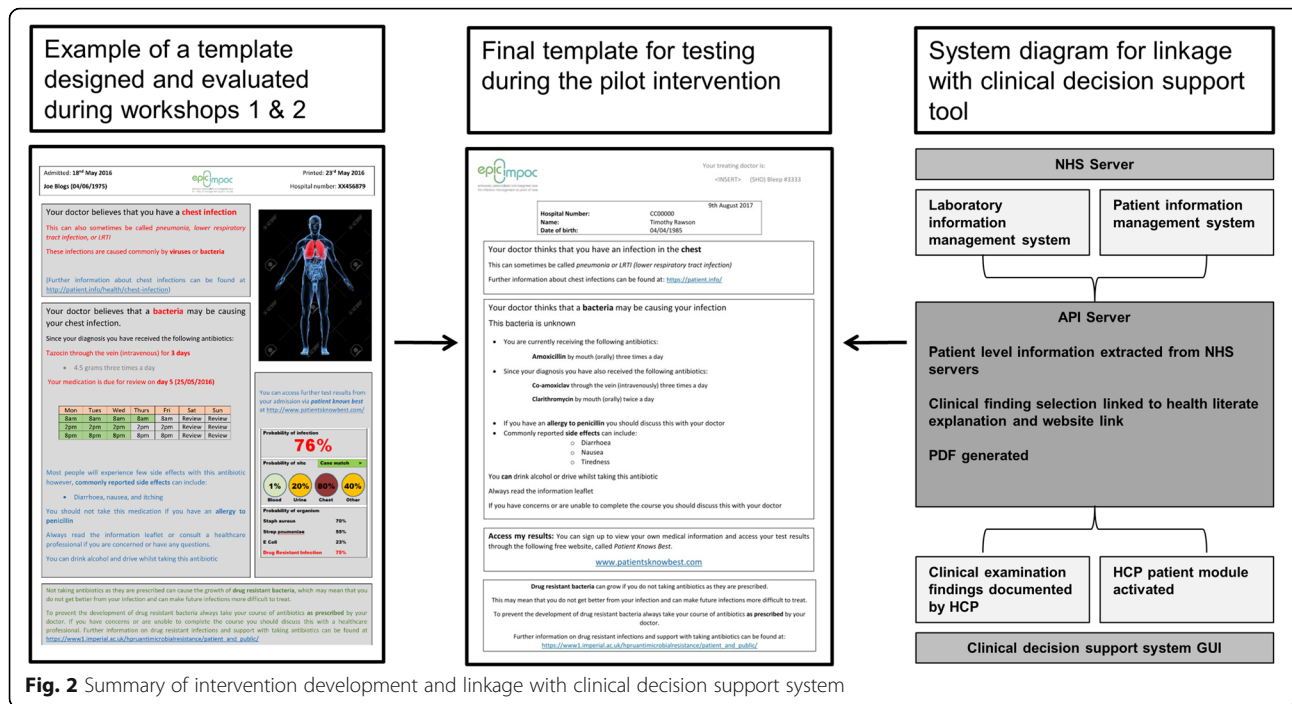 Example of a template
designed and evaluated
during workshops 1 & 2
Admitted: 18nd May 2016
Printed: 23rd May 2016
Joe Blogs (04/06/1975)
epic impoc
Hospital number: XX456879
Your doctor believes that you have a chest infection
This can also sometimes be called pneumonia, lower respiratory
tract infection, or LRTI
These infections are caused commonly by viruses or bacteria
(Further information about chest infections can be found at
http://patient.info/health/chest-infection)
Your doctor believes that a bacteria may be causing
your chest infection.
Since your diagnosis you have received the following antibiotics:
Tazocin through the vein (intravenous) for 3 days
• 4.5 grams three times a day
Your medication is due for review on day 5 (25/05/2016)
Mon Tues Wed Thurs Fri Sat Sun
8am 8am 8am 8am 8am Review Review
2pm 2pm 2pm 2pm 2pm Review Review
8pm 8pm 8pm 8pm 8pm Review Review
Most people will experience few side effects with this antibiotic
however, commonly reported side effects can include:
• Diarrhoea, nausea, and itching
You should not take this medication if you have an allergy to
penicillin
Always read the information leaflet or consult a healthcare
professional if you are concerned or have any questions.
You can drink alcohol and drive whilst taking this antibiotic
You can access further test results from
your admission via patient knows best
at http://www.patientsknowbest.com/
Probability of infection
76%
Probability of site Case match >
1% 20% 80% 40%
Blood Urine Chest Other
Probability of organism
Staph aureus 70%
Strep pnumoniae 55%
E Coli 23%
Drug Resistant Infection 75%
Not taking antibiotics as they are prescribed can cause the growth of drug resistant bacteria, which may mean that you
do not get better from your infection and can make future infections more difficult to treat.
To prevent the development of drug resistant bacteria always take your course of antibiotics as prescribed by your
doctor, if you have concerns or are unable to complete the course you should discuss this with a healthcare
professional. Further information on drug resistant infections and support with taking antibiotics can be found at
https://www1.imperial.ac.uk/hpruantimicrobialresistance/patient_and_public/
Final template for testing
during the pilot intervention
epic impoc
Your treating doctor is:
<INSERT> (SHO) Bleep #3333
9th August 2017
Hospital Number: CC00000
Name: Timothy Rawson
Date of birth: 04/04/1985
Your doctor thinks that you have an infection in the chest
This can sometimes be called pneumonia or LRTI (lower respiratory tract infection)
Further information about chest infections can be found at: https://patient.info/
Your doctor thinks that a bacteria may be causing your infection
This bacteria is unknown
• You are currently receiving the following antibiotics:
Amoxicillin by mouth (orally) three times a day
• Since your diagnosis you have also received the following antibiotics:
Co-amoxiclav through the vein (intravenously) three times a day
Clarithromycin by mouth (orally) twice a day
• If you have an allergy to penicillin you should discuss this with your doctor
• Commonly reported side effects can include:
o Diarrhoea
o Nausea
o Tiredness
You can drink alcohol or drive whilst taking this antibiotic
Always read the information leaflet
If you have concerns or are unable to complete the course you should discuss this with your doctor
Access my results: You can sign up to view your own medical information and access your test results
through the following free website, called Patient Knows Best.
www.patientsknowbest.com
Drug resistant bacteria can grow if you do not taking antibiotics as they are prescribed.
This may mean that you do not get better from your infection and can make future infections more difficult to treat.
To prevent the development of drug resistant bacteria always take your course of antibiotics as prescribed by your
doctor.
Further information on drug resistant infections and support with taking antibiotics can be found at:
https://www1.imperial.ac.uk/hpruantimicrobialresistance/patient_and_public/
System diagram for linkage
with clinical decision support
tool
NHS Server
Laboratory
information
management system
Patient information
management system
API Server
Patient level information extracted from NHS
servers
Clinical finding selection linked to health literate
explanation and website link
PDF generated
Clinical examination
findings documented
by HCP
HCP patient module
activated
Clinical decision support system GUI
Fig. 2 Summary of intervention development and linkage with clinical decision support system